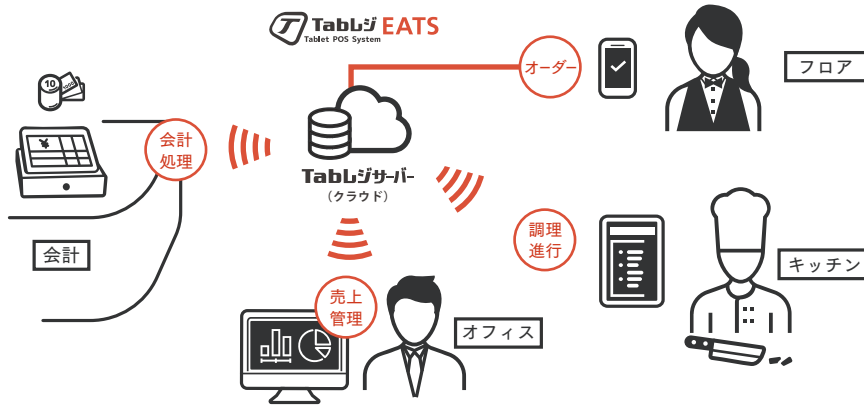 Tabレジ EATS
Tablet POS System
オーダー
フロア
10
1000
¥
会計
処理
Tabレジサーバー
(クラウド)
調理
進行
会計
キッチン
売上
管理
オフィス